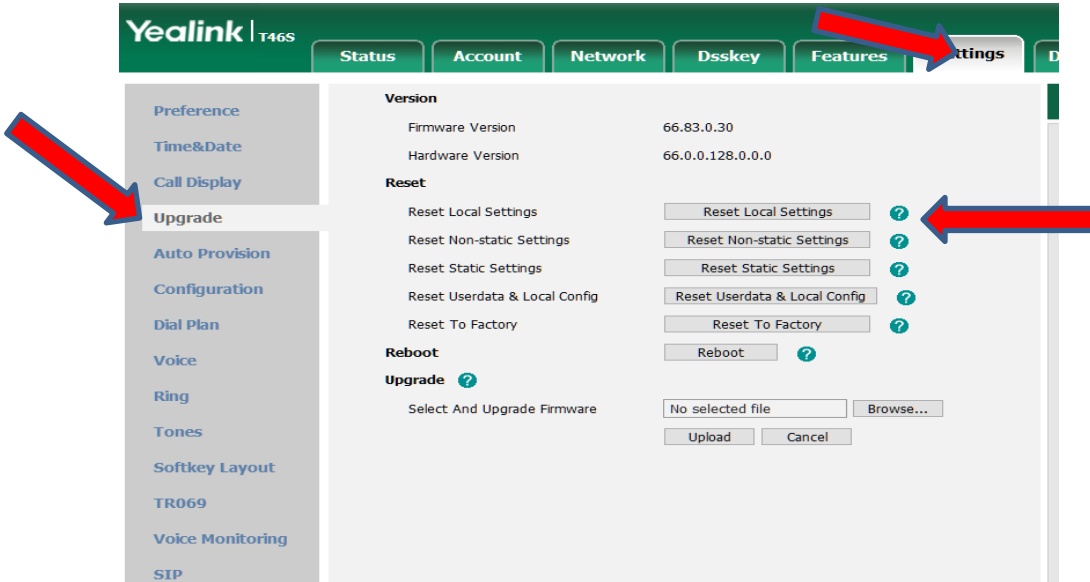 Yealink | T46S
Status Account Network Dsskey Features ttings D
Preference
Time&Date
Call Display
Upgrade
Auto Provision
Configuration
Dial Plan
Voice
Ring
Tones
Softkey Layout
TR069
Voice Monitoring
SIP
Version
Firmware Version 66.83.0.30
Hardware Version 66.0.0.128.0.0.0
Reset
Reset Local Settings Reset Local Settings ?
Reset Non-static Settings Reset Non-static Settings ?
Reset Static Settings Reset Static Settings ?
Reset Userdata & Local Config Reset Userdata & Local Config ?
Reset To Factory Reset To Factory ?
Reboot Reboot ?
Upgrade ?
Select And Upgrade Firmware No selected file Browse...
Upload Cancel